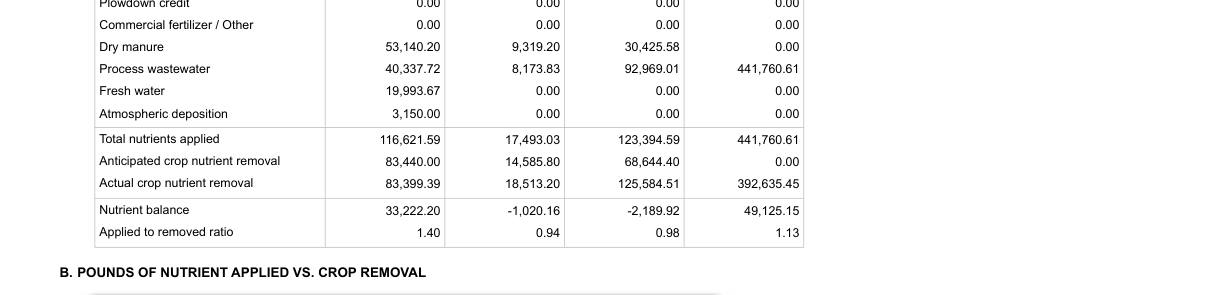 Plowdown credit 0.00 0.00 0.00 0.00
Commercial fertilizer / Other 0.00 0.00 0.00 0.00
Dry manure 53,140.20 9,319.20 30,425.58 0.00
Process wastewater 40,337.72 8,173.83 92,969.01 441,760.61
Fresh water 19,993.67 0.00 0.00 0.00
Atmospheric deposition 3,150.00 0.00 0.00 0.00
Total nutrients applied 116,621.59 17,493.03 123,394.59 441,760.61
Anticipated crop nutrient removal 83,440.00 14,585.80 68,644.40 0.00
Actual crop nutrient removal 83,399.39 18,513.20 125,584.51 392,635.45
Nutrient balance 33,222.20 -1,020.16 -2,189.92 49,125.15
Applied to removed ratio 1.40 0.94 0.98 1.13
B. POUNDS OF NUTRIENT APPLIED VS. CROP REMOVAL